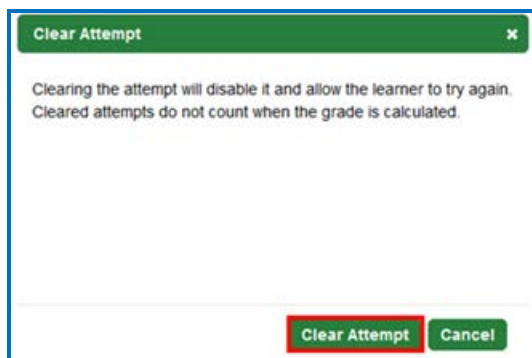 Clear Attempt
Clearing the attempt will disable it and allow the learner to try again.
Cleared attempts do not count when the grade is calculated.
Clear Attempt
Cancel